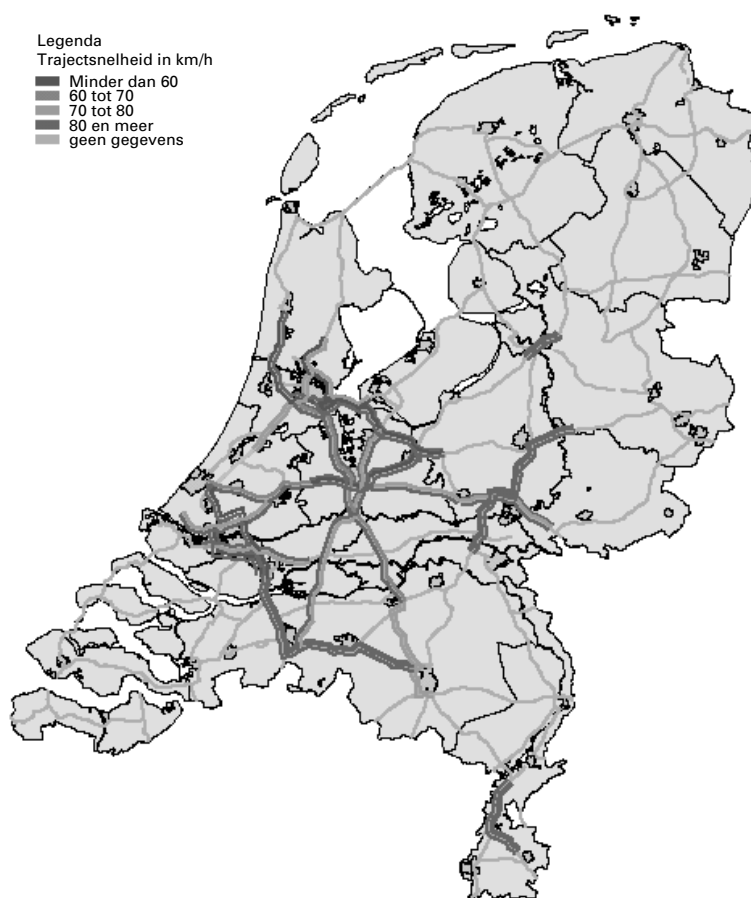 Legenda
Trajectsnelheid in km/h
Minder dan 60
60 tot 70
70 tot 80
80 en meer
geen gegevens